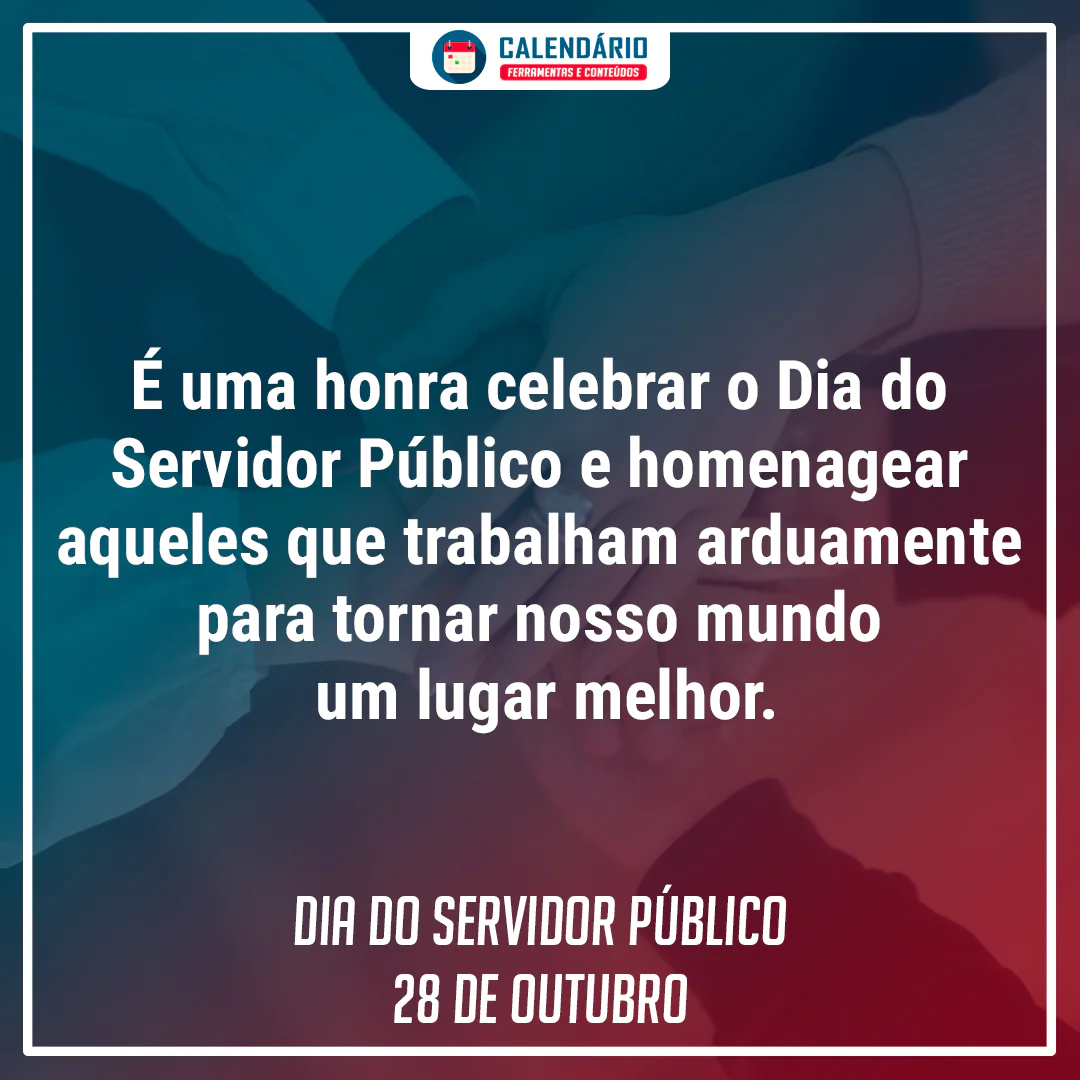 CALENDÁRIO
FERRAMENTAS E CONTEÚDOS
É uma honra celebrar o Dia do
Servidor Público e homenagear
aqueles que trabalham arduamente
para tornar nosso mundo
um lugar melhor.
DIA DO SERVIDOR PÚBLICO
28 DE OUTUBRO